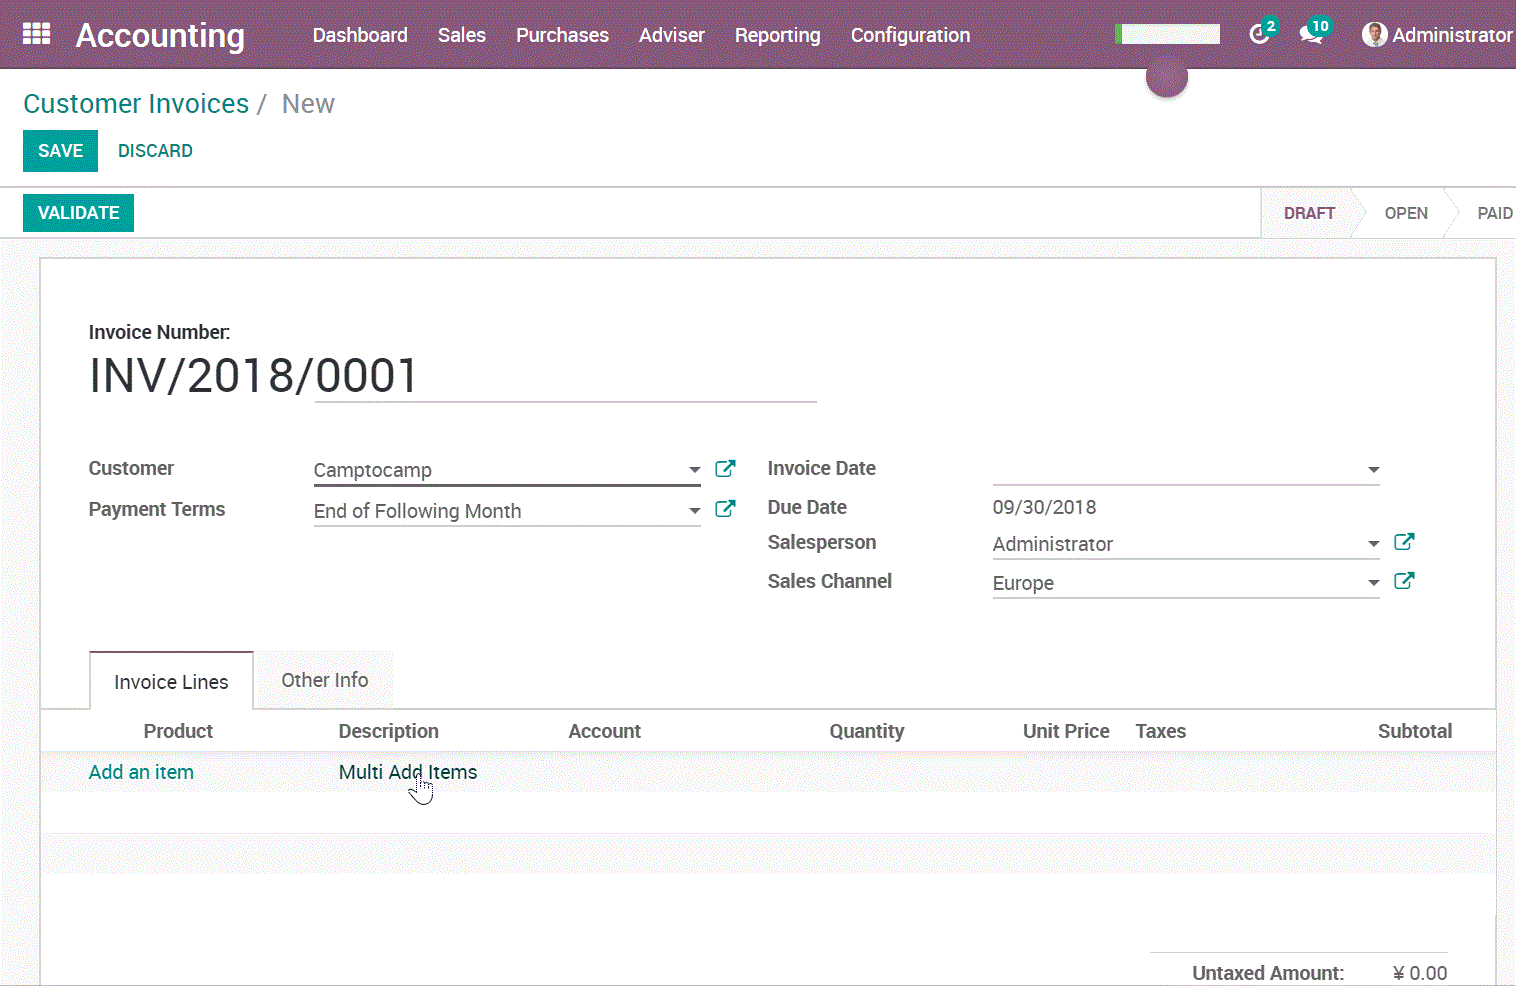 Accounting Dashboard Sales Purchases Adviser Reporting Configuration 2 10 Administrator
Customer Invoices / New
SAVE DISCARD
VALIDATE DRAFT OPEN PAID
Invoice Number:
INV/2018/0001
Customer Camptocamp Invoice Date
Payment Terms End of Following Month Due Date 09/30/2018
Salesperson Administrator
Sales Channel Europe
Invoice Lines Other Info
Product Description Account Quantity Unit Price Taxes Subtotal
Add an item Multi Add Items
Untaxed Amount: ¥ 0.00